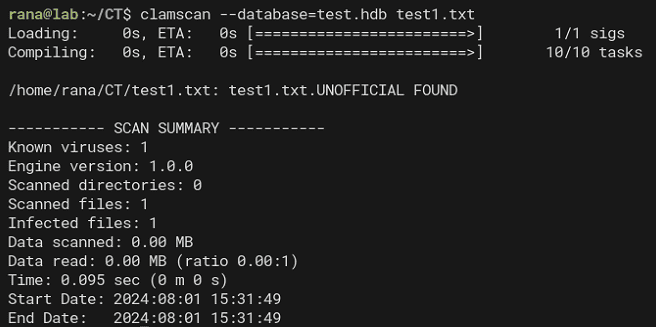 rana@lab:~/CT$ clamscan --database=test.hdb test1.txt
Loading:     0s, ETA:   0s [========================>]        1/1 sigs
Compiling:   0s, ETA:   0s [========================>]       10/10 tasks
/home/rana/CT/test1.txt: test1.txt.UNOFFICIAL FOUND
----------- SCAN SUMMARY -----------
Known viruses: 1
Engine version: 1.0.0
Scanned directories: 0
Scanned files: 1
Infected files: 1
Data scanned: 0.00 MB
Data read: 0.00 MB (ratio 0.00:1)
Time: 0.095 sec (0 m 0 s)
Start Date: 2024:08:01 15:31:49
End Date:   2024:08:01 15:31:49